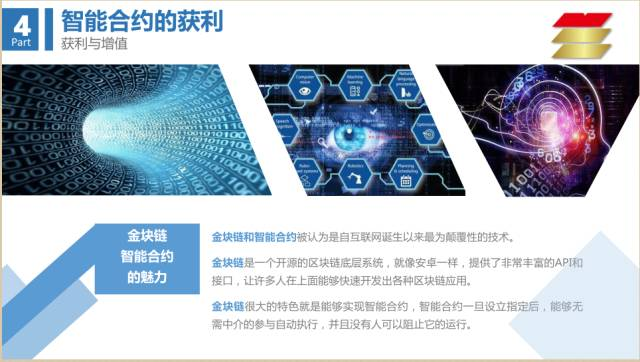 4
Part
智能合约的获利
获利与增值
Computer
vision
Machine
learning
Natural
language
processing
Speech
recognition
Robotics
Planning
& scheduling
金块链
智能合约
的魅力
金块链和智能合约被认为是自互联网诞生以来最为颠覆性的技术。
金块链是一个开源的区块链底层系统，就像安卓一样，提供了非常丰富的API和
接口，让许多人在上面能够快速开发出各种区块链应用。
金块链很大的特色就是能够实现智能合约，智能合约一旦设立指定后，能够无
需中介的参与自动执行，并且没有人可以阻止它的运行。